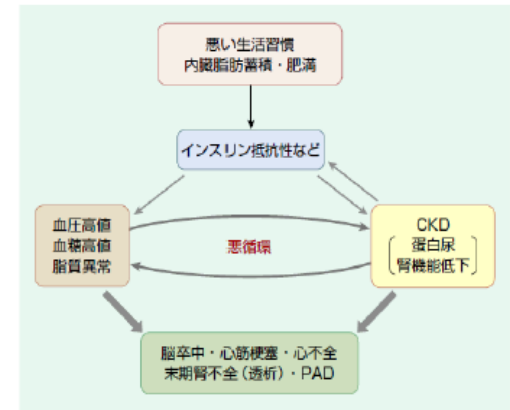 悪い生活習慣
内臓脂肪蓄積・肥満
インスリン抵抗性など
血圧高値
血糖高値
脂質異常
悪循環
CKD
蛋白尿
腎機能低下
脳卒中・心筋梗塞・心不全
末期腎不全（透析）・PAD